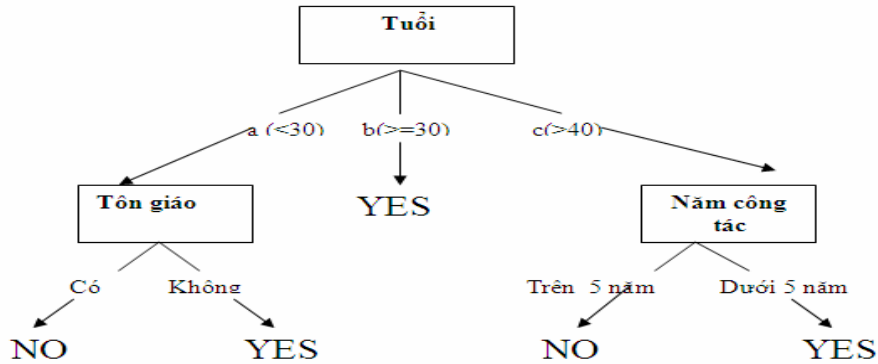 Tuổi
a (<30)
b(>=30)
c(>40)
Tôn giáo
YES
Năm công
tác
Có
Không
Trên 5 năm
Dưới 5 năm
NO
YES
NO
YES